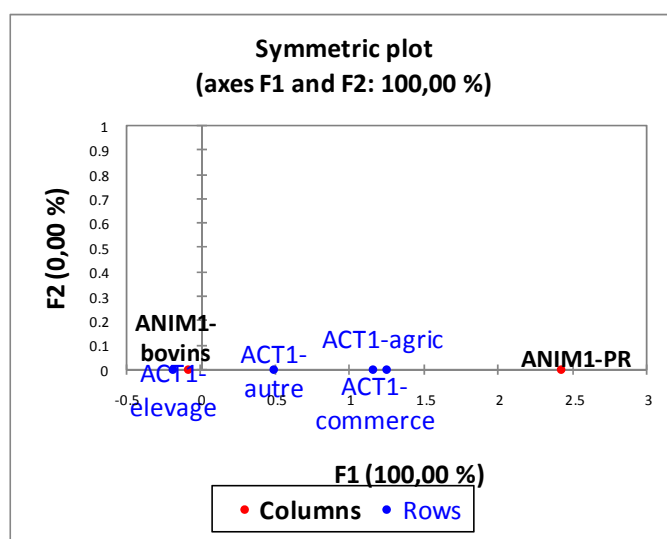 Symmetric plot
(axes F1 and F2: 100,00 %)
1
0.9
0.8
0.7
0.6
0.5
0.4
0.3
0.2
0.1
0
F2 (0,00 %)
ANIM1-
bovins
ACT1-
elevage
ACT1-
autre
ACT1-agric
ACT1-
commerce
ANIM1-PR
-0.5 0 0.5 1 1.5 2 2.5 3
F1 (100,00 %)
Columns Rows